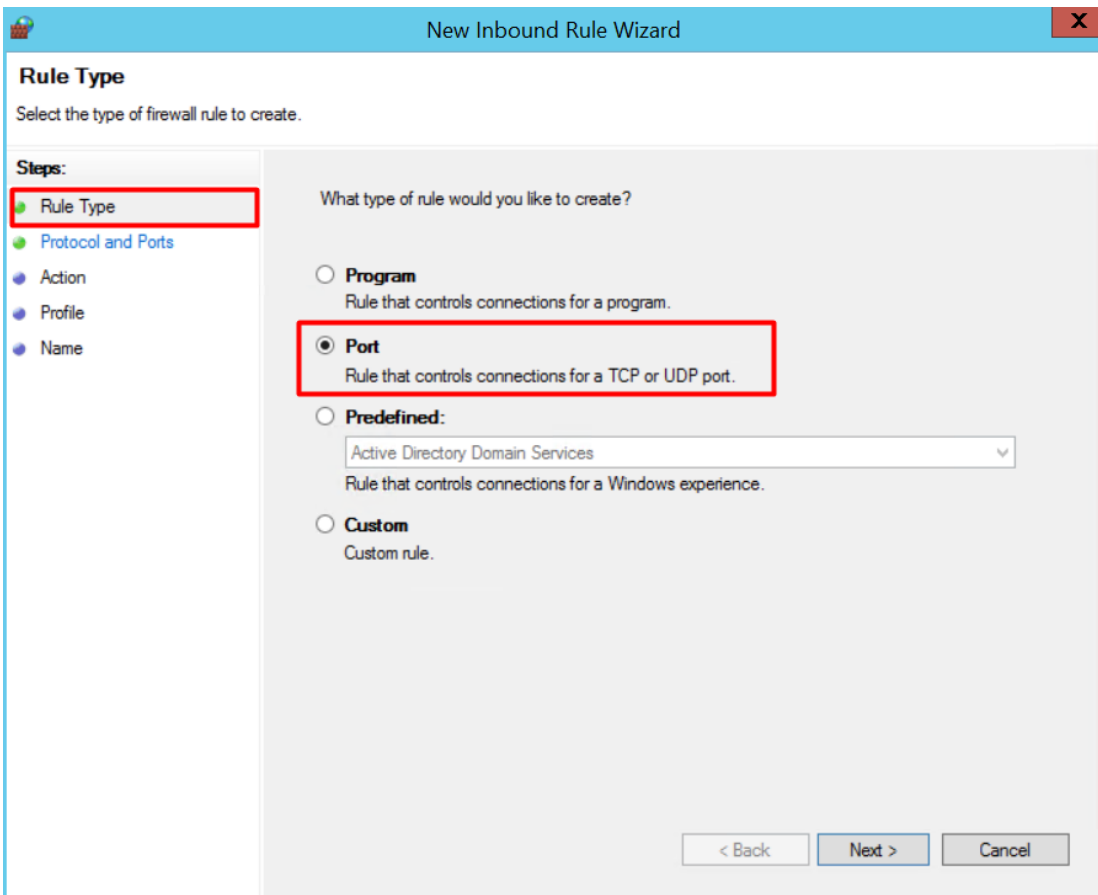 New Inbound Rule Wizard
X
Rule Type
Select the type of firewall rule to create.
Steps:
Rule Type
Protocol and Ports
Action
Profile
Name
What type of rule would you like to create?
Program
Rule that controls connections for a program.
Port
Rule that controls connections for a TCP or UDP port.
Predefined:
Active Directory Domain Services
Rule that controls connections for a Windows experience.
Custom
Custom rule.
< Back
Next >
Cancel